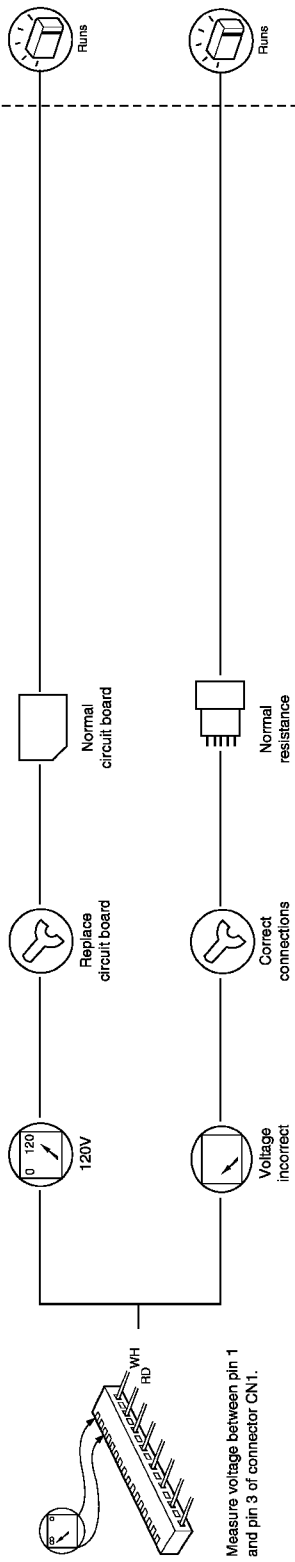 ∞
0
WH
RD
Measure voltage between pin 1
and pin 3 of connector CN1.
0 120
120V
Replace
circuit board
Normal
circuit board
Runs
Voltage
incorrect
Correct
connections
Normal
resistance
Runs